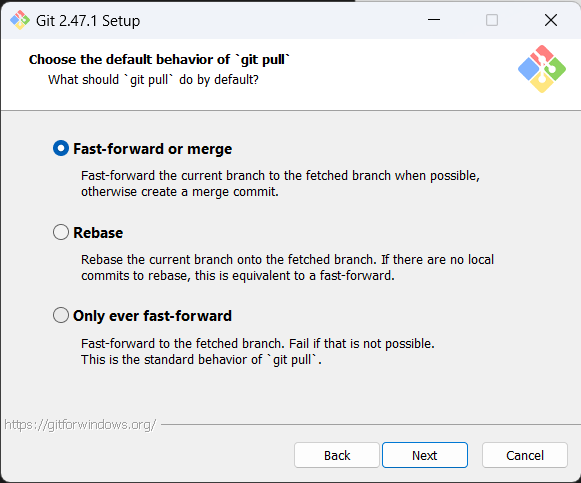 Git 2.47.1 Setup
Choose the default behavior of `git pull`
What should `git pull` do by default?
Fast-forward or merge
Fast-forward the current branch to the fetched branch when possible,
otherwise create a merge commit.
Rebase
Rebase the current branch onto the fetched branch. If there are no local
commits to rebase, this is equivalent to a fast-forward.
Only ever fast-forward
Fast-forward to the fetched branch. Fail if that is not possible.
This is the standard behavior of `git pull`.
https://gitforwindows.org/
Back
Next
Cancel